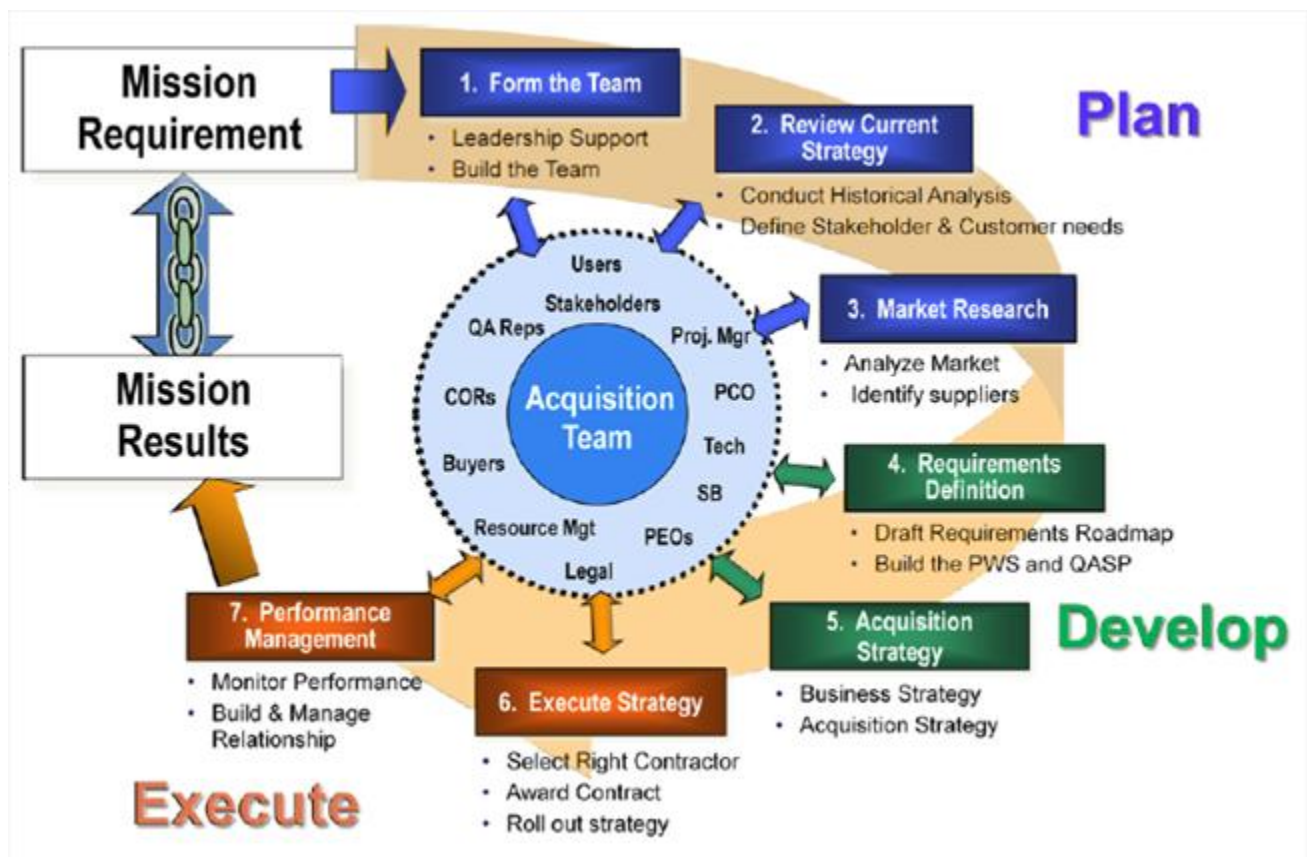 Mission
Requirement
1. Form the Team
• Leadership Support
• Build the Team
2. Review Current
Strategy
• Conduct Historical Analysis
• Define Stakeholder & Customer needs
Plan
3. Market Research
• Analyze Market
• Identify suppliers
4. Requirements
Definition
• Draft Requirements Roadmap
• Build the PWS and QASP
Develop
5. Acquisition
Strategy
• Business Strategy
• Acquisition Strategy
6. Execute Strategy
• Select Right Contractor
• Award Contract
• Roll out strategy
7. Performance
Management
• Monitor Performance
• Build & Manage
Relationship
Execute
Mission
Results
Users
Stakeholders
QA Reps
Proj. Mgr
CORs
PCO
Acquisition
Team
Tech
Buyers
SB
Resource Mgt
PEOs
Legal